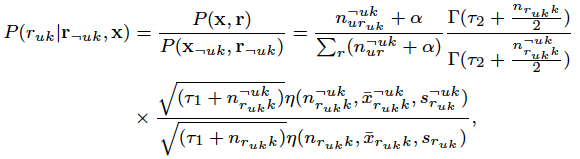 P(r_{uk}|\mathbf{r}_{\neg uk}, \mathbf{x}) = \frac{P(\mathbf{x}, \mathbf{r})}{P(\mathbf{x}_{\neg uk}, \mathbf{r}_{\neg uk})} = \frac{n_{ur_{uk}}^{\neg uk} + \alpha}{\sum_r (n_{ur}^{\neg uk} + \alpha)} \frac{\Gamma(\tau_2 + \frac{n_{r_{uk}k}}{2})}{\Gamma(\tau_2 + \frac{n_{r_{uk}k}^{\neg uk}}{2})}
\times \frac{\sqrt{(\tau_1 + n_{r_{uk}k}^{\neg uk})} \eta(n_{r_{uk}k}^{\neg uk}, \bar{x}_{r_{uk}k}^{\neg uk}, s_{r_{uk}}^{\neg uk})}{\sqrt{(\tau_1 + n_{r_{uk}k})} \eta(n_{r_{uk}k}, \bar{x}_{r_{uk}k}, s_{r_{uk}})},